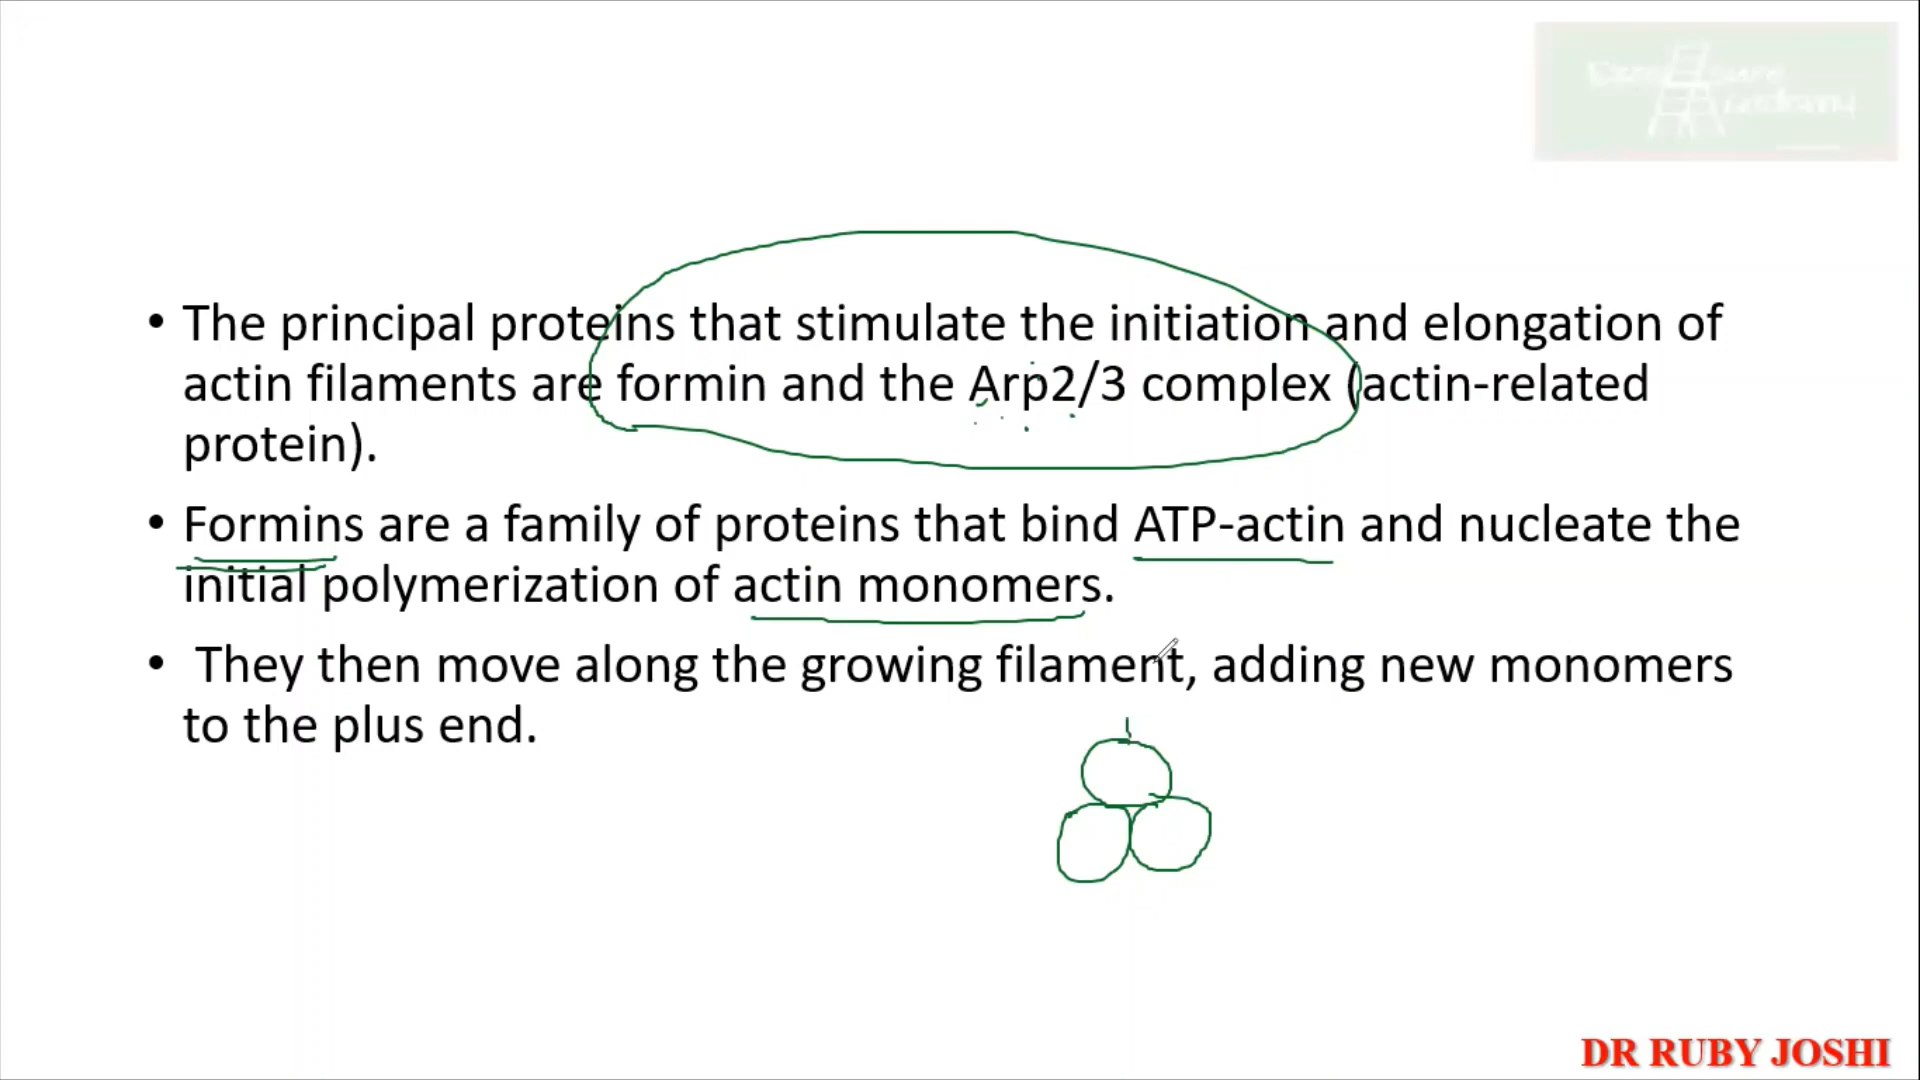 • The principal proteins that stimulate the initiation and elongation of
actin filaments are formin and the Arp2/3 complex (actin-related
protein).
• Formins are a family of proteins that bind ATP-actin and nucleate the
initial polymerization of actin monomers.
• They then move along the growing filament, adding new monomers
to the plus end.
DR RUBY JOSHI